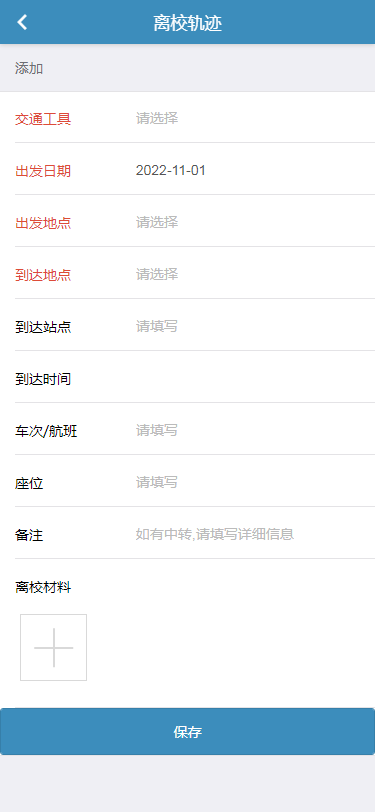 离校轨迹
添加
交通工具 请选择
出发日期 2022-11-01
出发地点 请选择
到达地点 请选择
到达站点 请填写
到达时间
车次/航班 请填写
座位 请填写
备注 如有中转,请填写详细信息
离校材料
保存